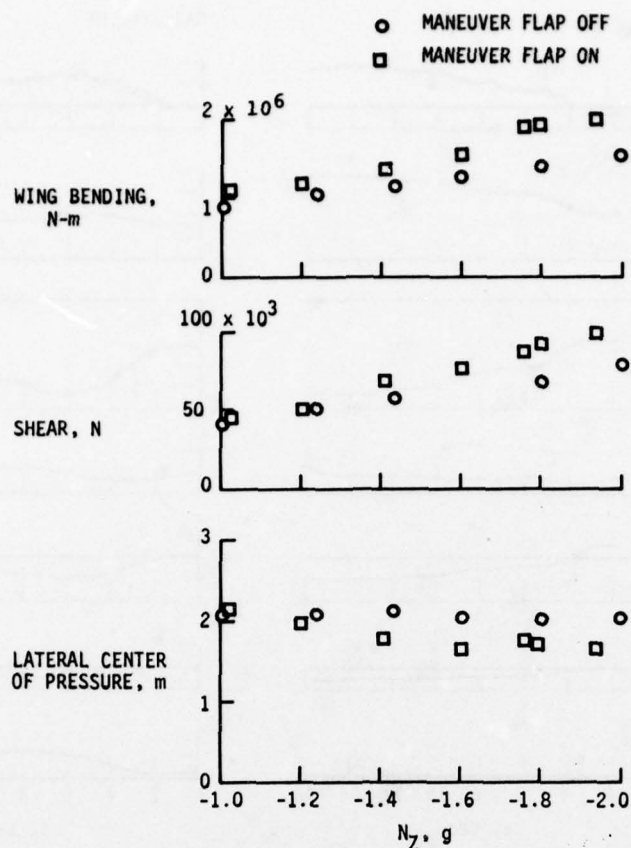 MANEUVER FLAP OFF
MANEUVER FLAP ON
2 x 10^6
WING BENDING,
N-m
1
0
100 x 10^3
50
SHEAR, N
0
3
2
LATERAL CENTER
OF PRESSURE, m
1
0
-1.0 -1.2 -1.4 -1.6 -1.8 -2.0
N_Z, g